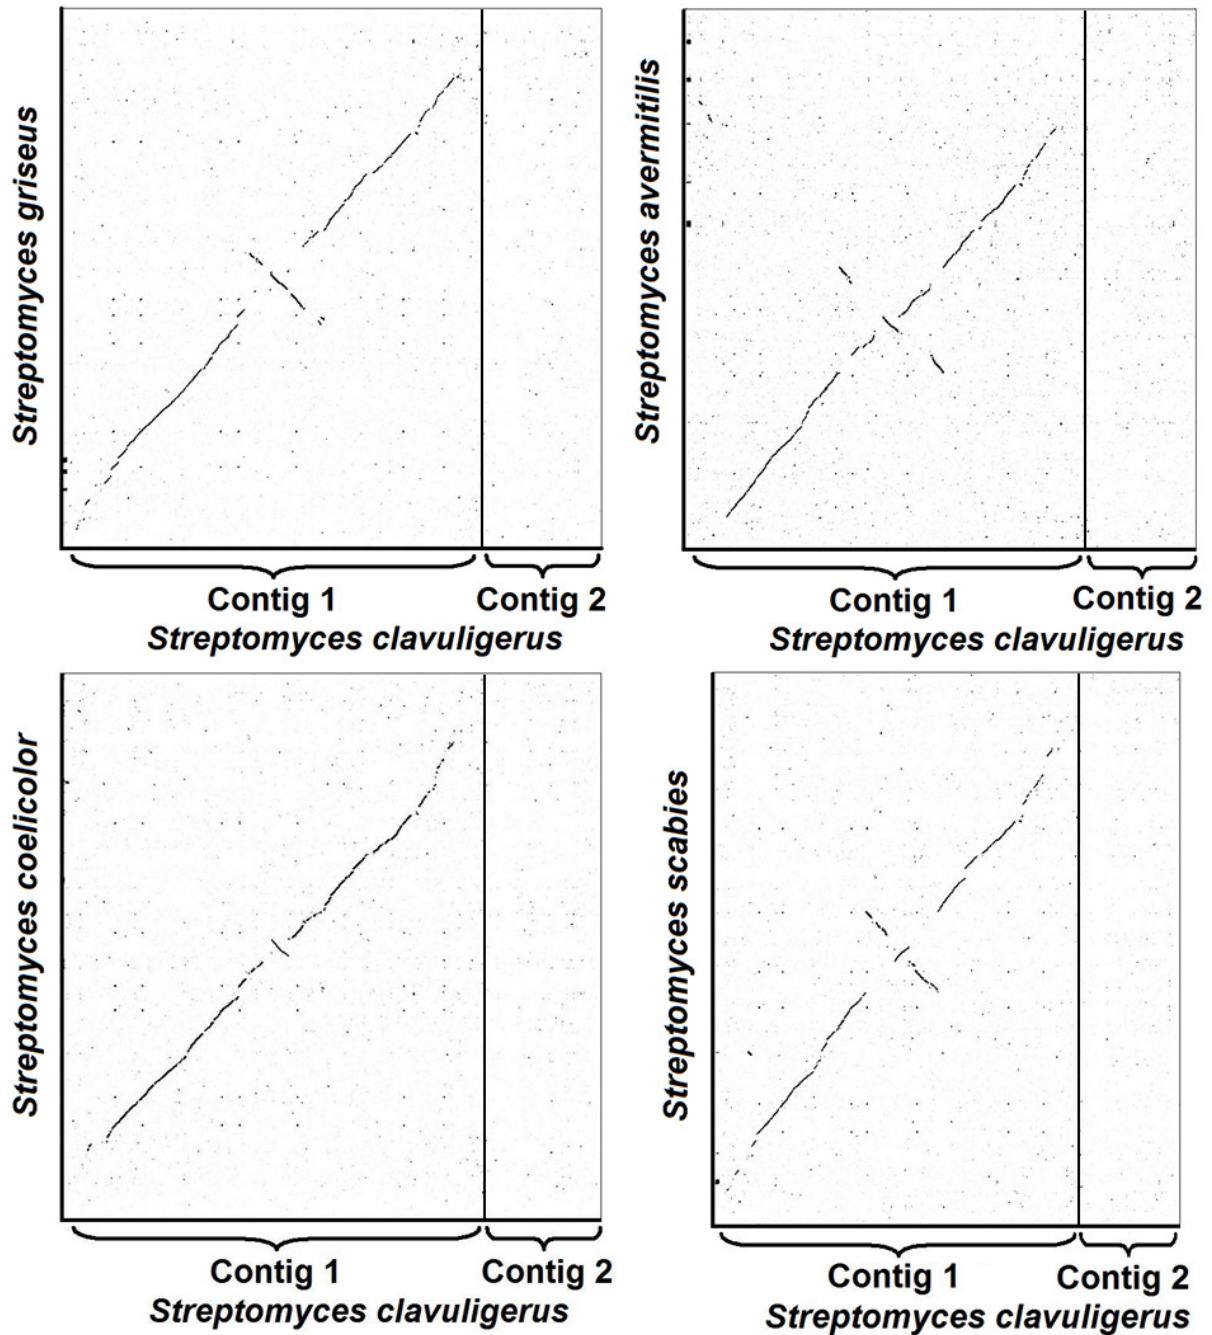 Streptomyces griseus
Contig 1
Contig 2
Streptomyces clavuligerus
Streptomyces avermitilis
Contig 1
Contig 2
Streptomyces clavuligerus
Streptomyces coelicolor
Contig 1
Contig 2
Streptomyces clavuligerus
Streptomyces scabies
Contig 1
Contig 2
Streptomyces clavuligerus